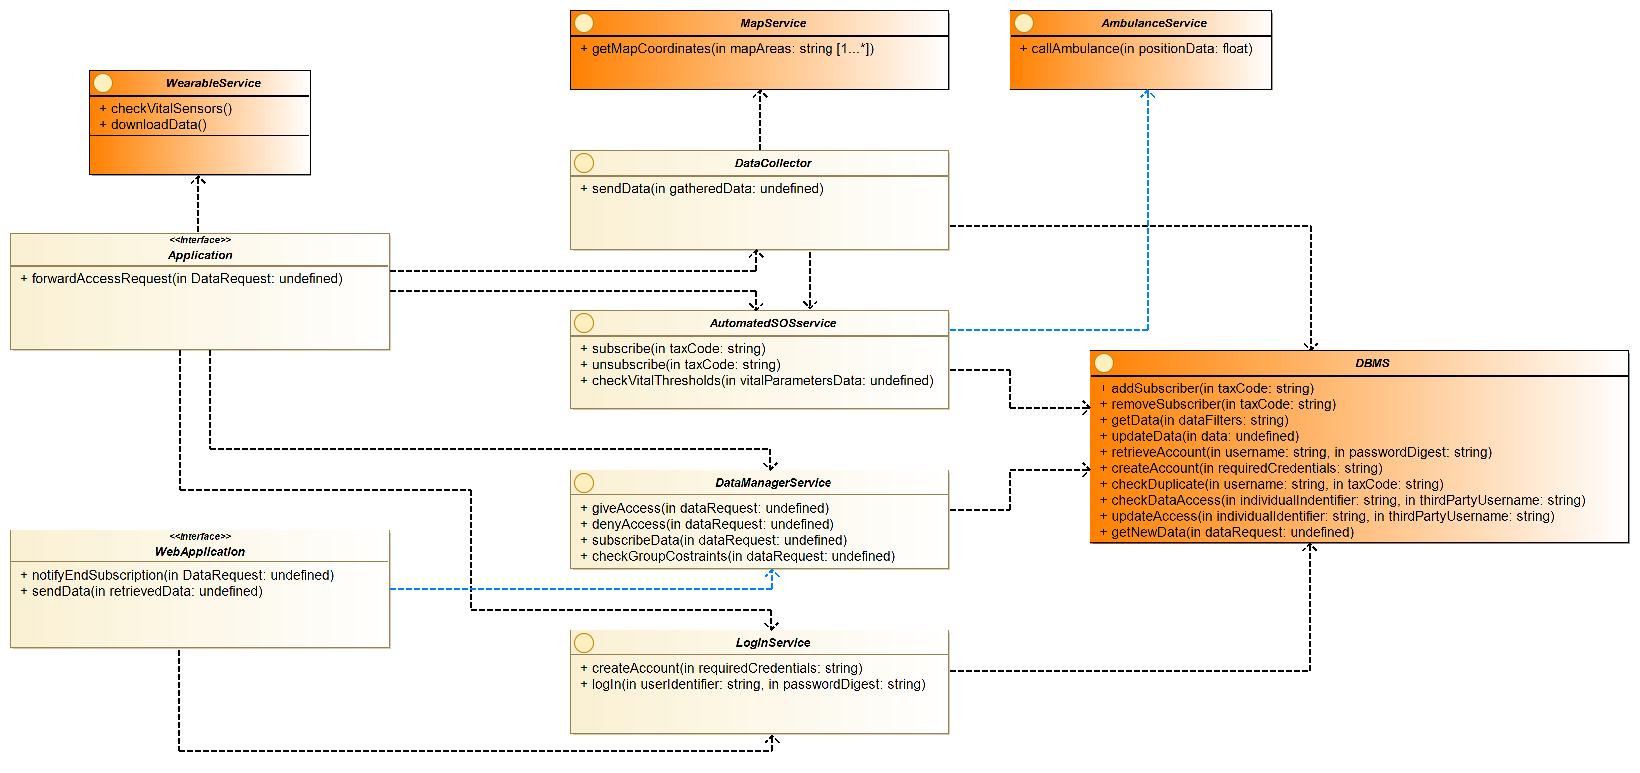 MapService
+ getMapCoordinates(in mapAreas: string [1...*])
AmbulanceService
+ callAmbulance(in positionData: float)
WearableService
+ checkVitalSensors()
+ downloadData()
DataCollector
+ sendData(in gatheredData: undefined)
<<Interface>>
Application
+ forwardAccessRequest(in DataRequest: undefined)
AutomatedSOSservice
+ subscribe(in taxCode: string)
+ unsubscribe(in taxCode: string)
+ checkVitalThresholds(in vitalParametersData: undefined)
DBMS
+ addSubscriber(in taxCode: string)
+ removeSubscriber(in taxCode: string)
+ getData(in dataFilters: string)
+ updateData(in data: undefined)
+ retrieveAccount(in username: string, in passwordDigest: string)
+ createAccount(in requiredCredentials: string)
+ checkDuplicate(in username: string, in taxCode: string)
+ checkDataAccess(in individualIndentifier: string, in thirdPartyUsername: string)
+ updateAccess(in individualIdentifier: string, in thirdPartyUsername: string)
+ getNewData(in dataRequest: undefined)
DataManagerService
+ giveAccess(in dataRequest: undefined)
+ denyAccess(in dataRequest: undefined)
+ subscribeData(in dataRequest: undefined)
+ checkGroupCostraints(in dataRequest: undefined)
<<Interface>>
WebApplication
+ notifyEndSubscription(in DataRequest: undefined)
+ sendData(in retrievedData: undefined)
LogInService
+ createAccount(in requiredCredentials: string)
+ logIn(in userIdentifier: string, in passwordDigest: string)